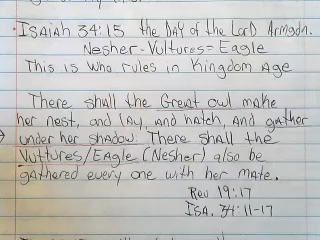 • Isaiah 34:15 the DAY of the Lord Armgdn.
Nesher-Vultures = Eagle
This is who rules in Kingdom Age
There shall the Great owl make
her nest, and lay, and hatch, and gather
under her shadow: There shall the
Vultures/Eagle (Nesher) also be
gathered every one with her mate.
Rev 19:17
ISA. 34:11-17